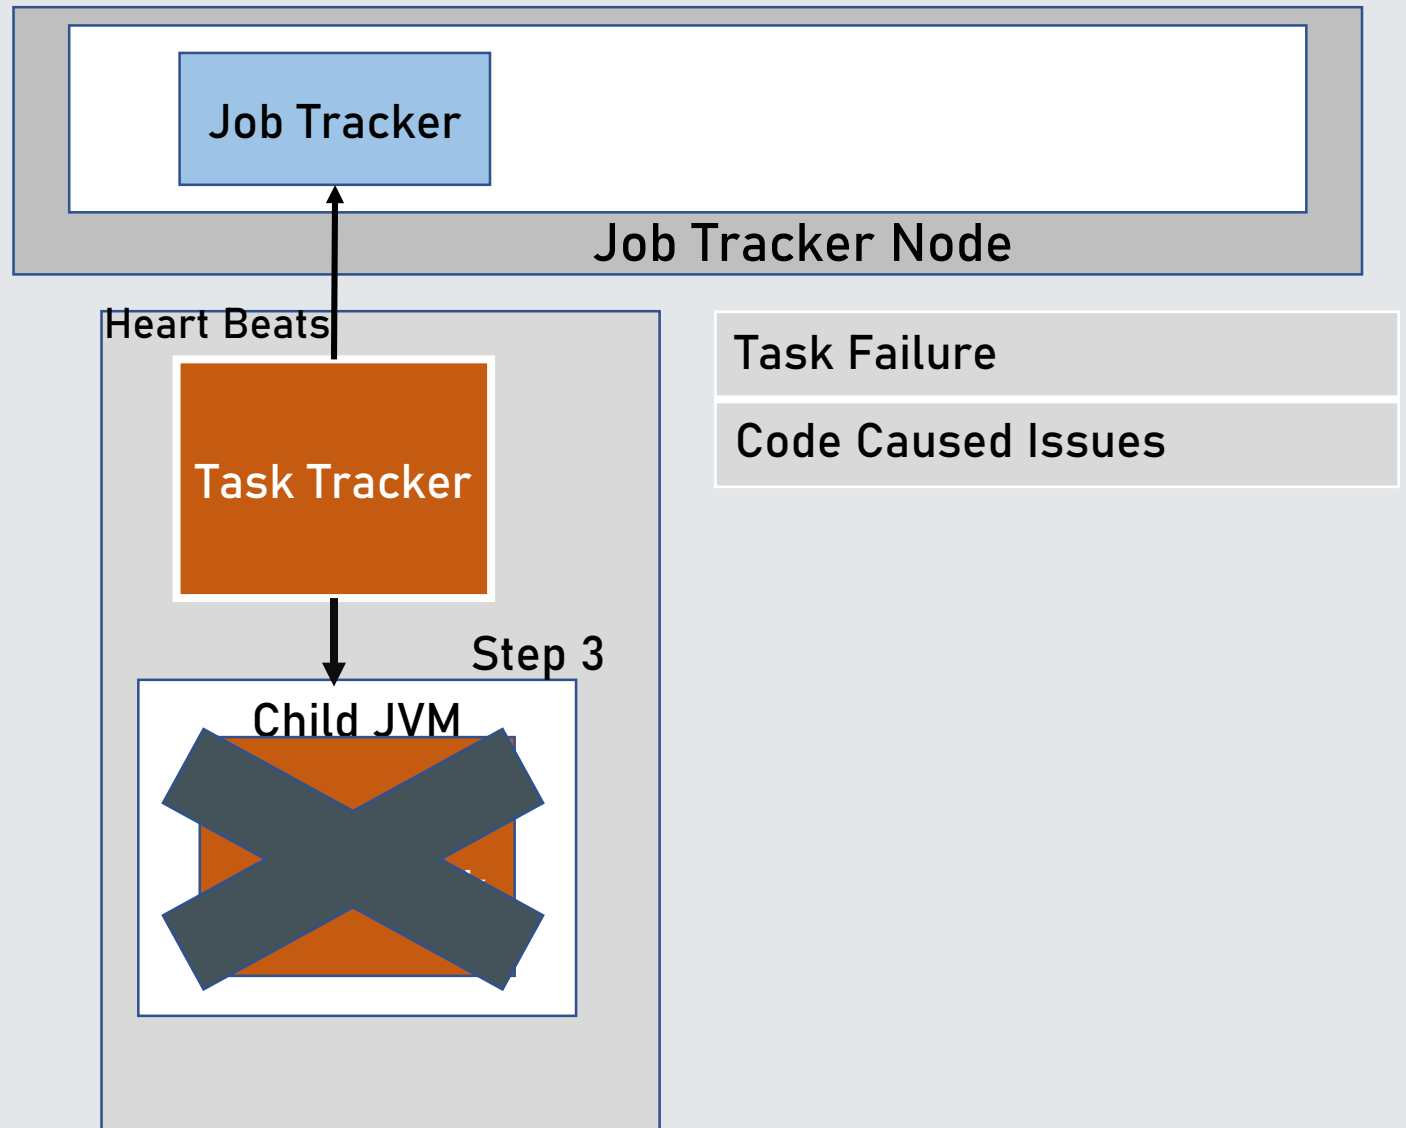 Job Tracker
Job Tracker Node
Heart Beats
Task Failure
Code Caused Issues
Task Tracker
Step 3
Child JVM